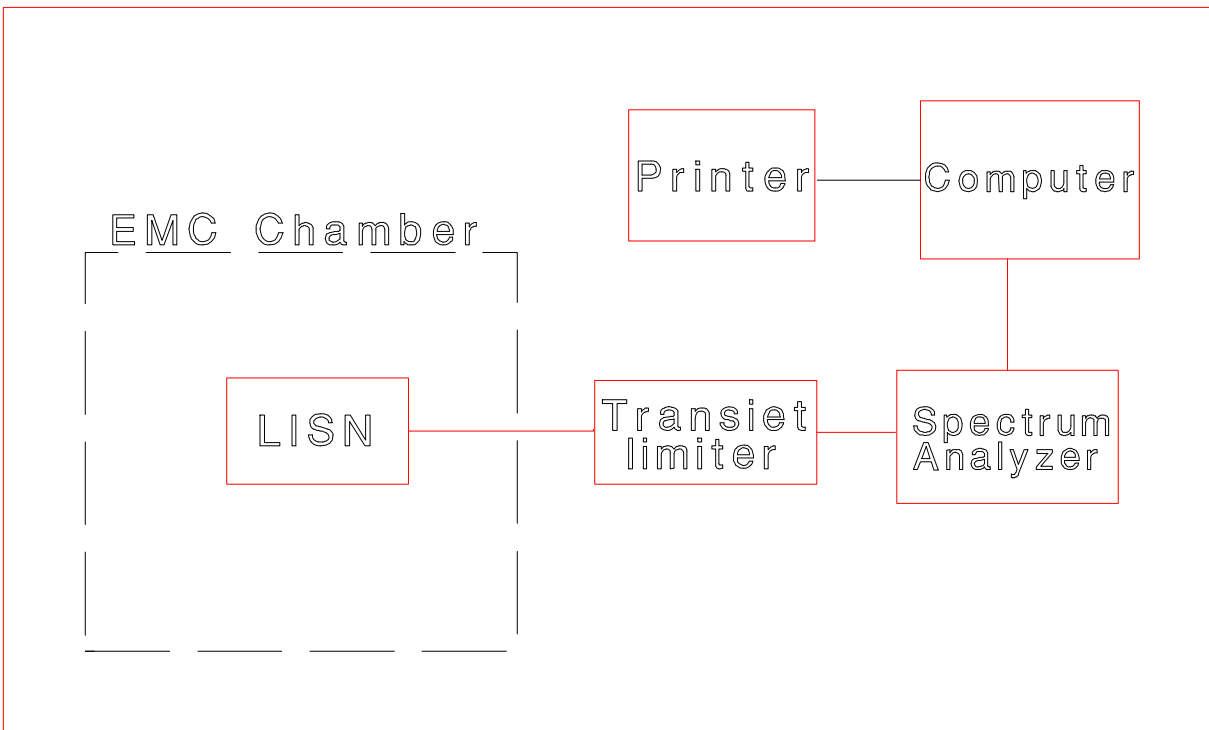 Printer
Computer
EMC Chamber
LISN
Transiet
limiter
Spectrum
Analyzer